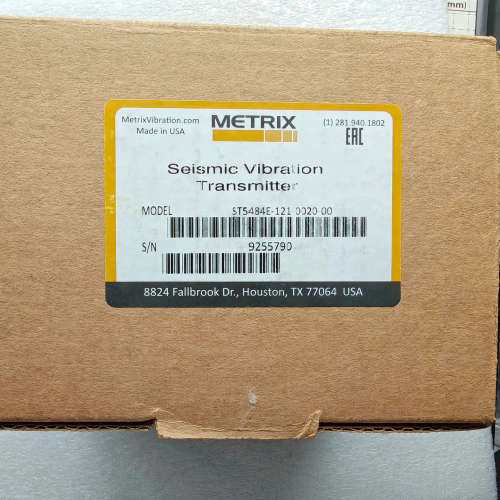 mm)
MetrixVibration.com METRIX (1) 281.940.1802
Made in USA EAC
Seismic Vibration
Transmitter
MODEL ST5484E-121 0020-00
S/N 9255790
8824 Fallbrook Dr., Houston, TX 77064 USA